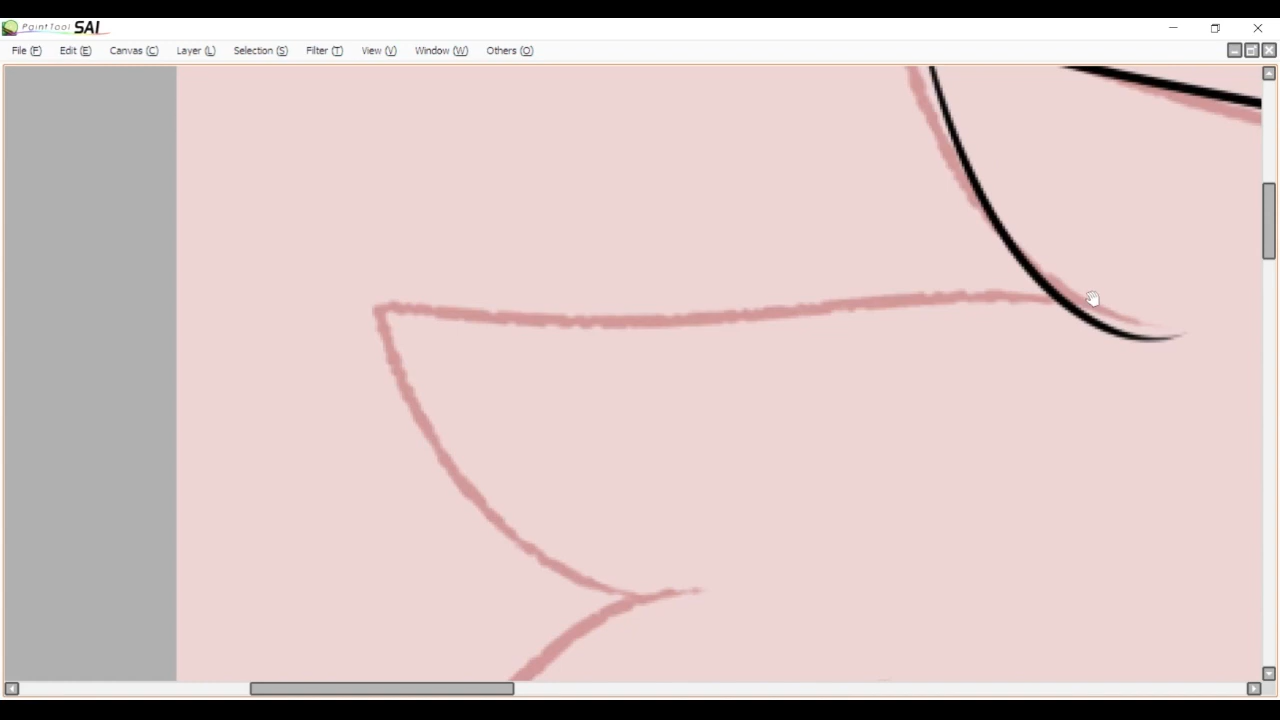 PaintTool SAI
File (F) Edit (E) Canvas (C) Layer (L) Selection (S) Filter (T) View (V) Window (W) Others (O)